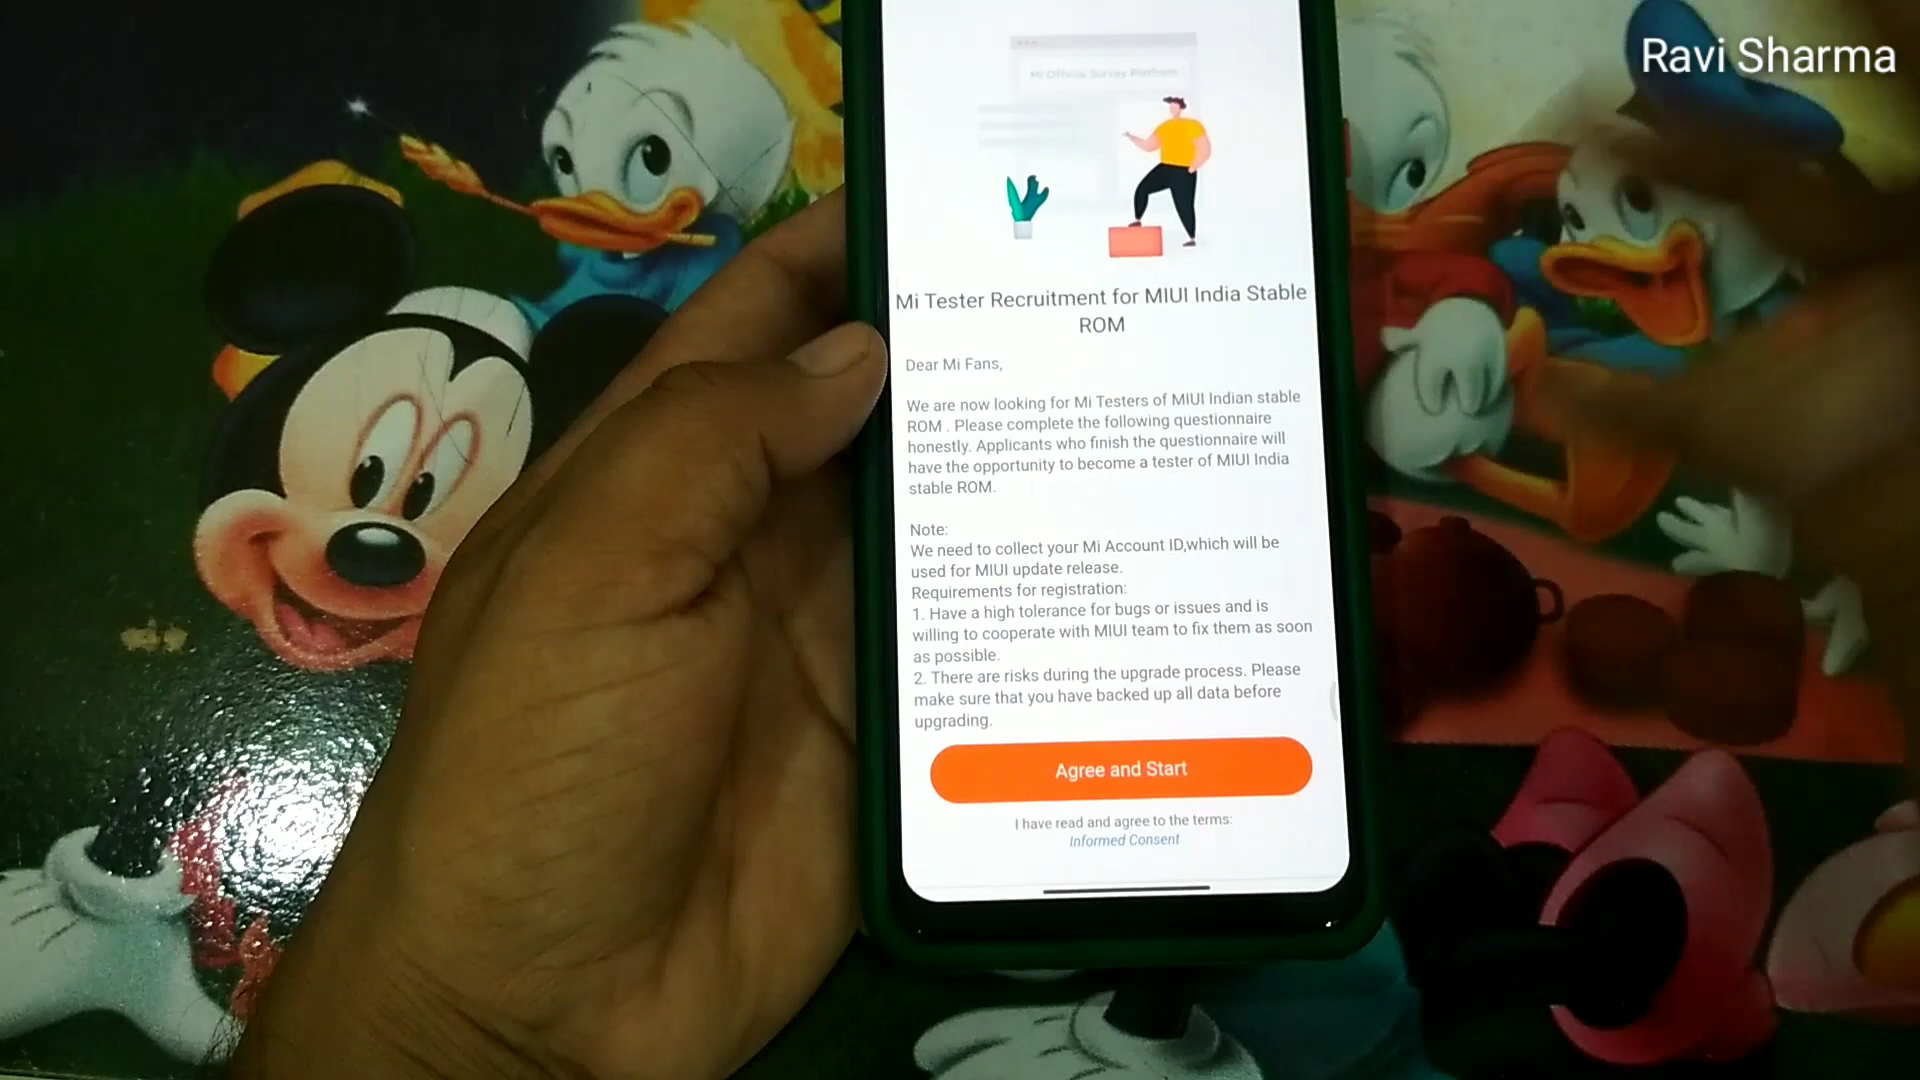 Ravi Sharma
Mi Official Survey Platform
Mi Tester Recruitment for MIUI India Stable
ROM
Dear Mi Fans,
We are now looking for Mi Testers of MIUI Indian stable
ROM . Please complete the following questionnaire
honestly. Applicants who finish the questionnaire will
have the opportunity to become a tester of MIUI India
stable ROM.
Note:
We need to collect your Mi Account ID,which will be
used for MIUI update release.
Requirements for registration:
1. Have a high tolerance for bugs or issues and is
willing to cooperate with MIUI team to fix them as soon
as possible.
2. There are risks during the upgrade process. Please
make sure that you have backed up all data before
upgrading.
Agree and Start
I have read and agree to the terms:
Informed Consent